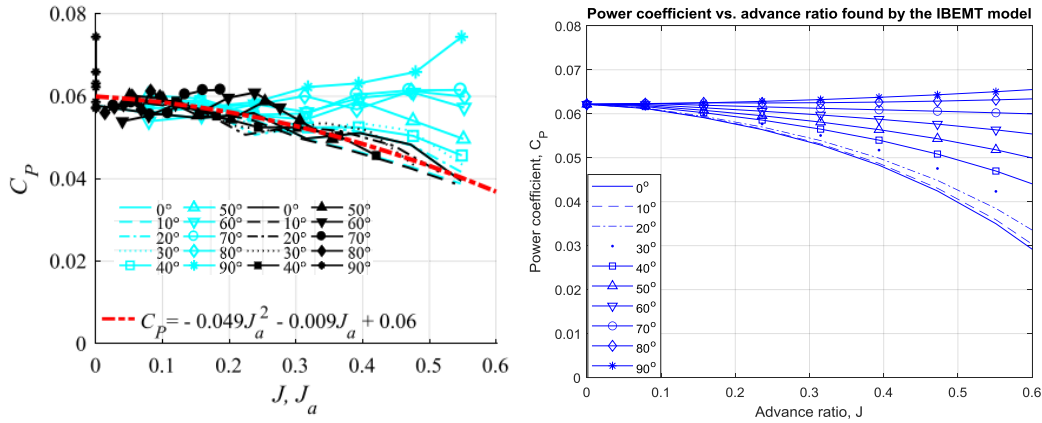 0.08
0.06
0.04
0.02
0
C_P
0° 50° 0° 50°
10° 60° 10° 60°
20° 70° 20° 70°
30° 80° 30° 80°
40° 90° 40° 90°
C_P = - 0.049J_a^2 - 0.009J_a + 0.06
0 0.1 0.2 0.3 0.4 0.5 0.6
J, J_a
Power coefficient vs. advance ratio found by the IBEMT model
0.08
0.07
0.06
0.05
0.04
0.03
0.02
0.01
0
Power coefficient, C_P
0°
10°
20°
30°
40°
50°
60°
70°
80°
90°
0 0.1 0.2 0.3 0.4 0.5 0.6
Advance ratio, J